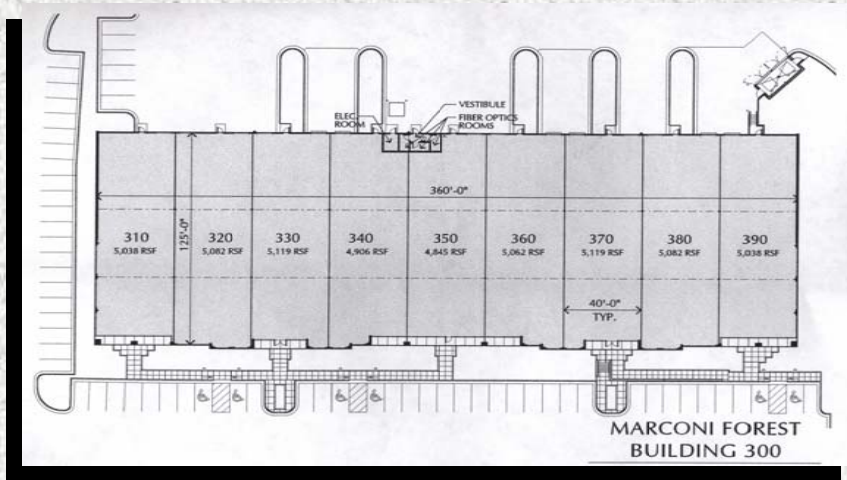 VESTIBULE
ELEC. ROOM
FIBER OPTICS
ROOMS
360'-0"
125'-0"
310
5,038 RSF
320
5,082 RSF
330
5,119 RSF
340
4,906 RSF
350
4,845 RSF
360
5,062 RSF
370
5,119 RSF
380
5,082 RSF
390
5,038 RSF
40'-0"
TYP.
MARCONI FOREST
BUILDING 300